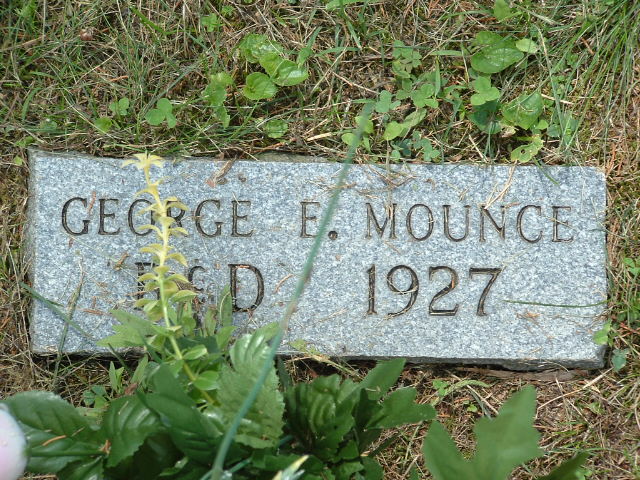 GEORGE E. MOUNCE
B & D 1927